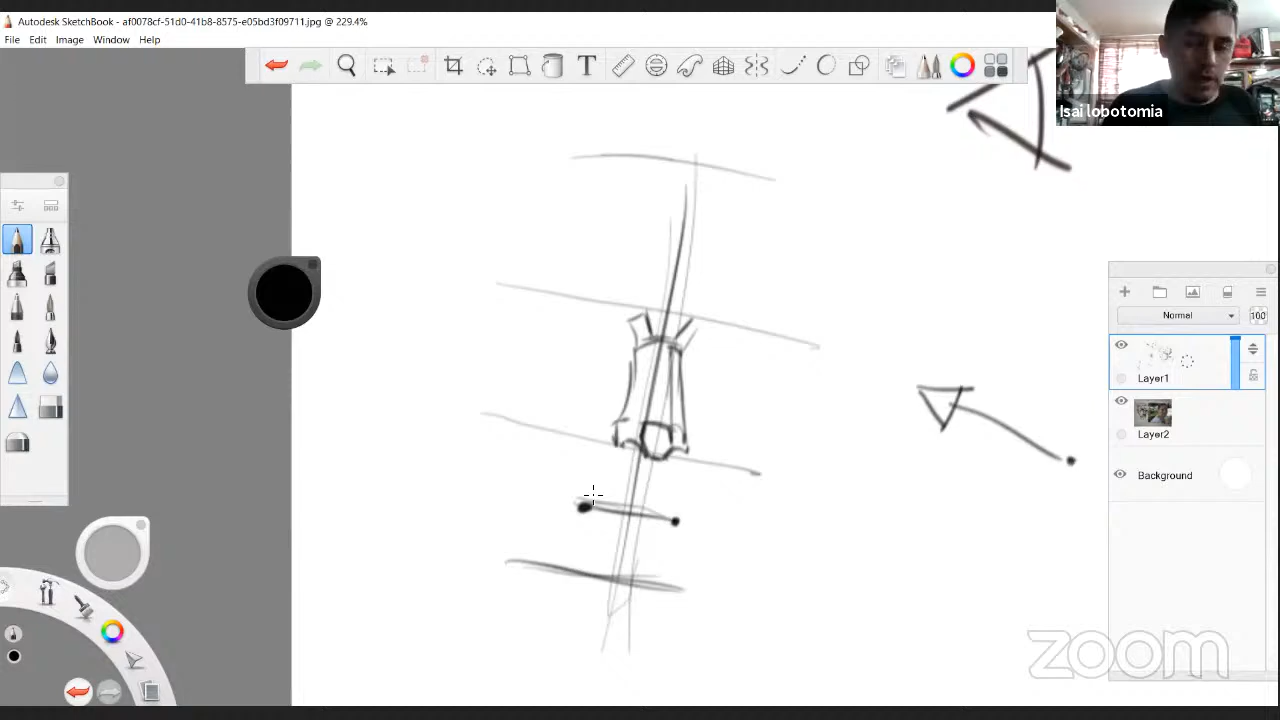 Autodesk SketchBook - af0078cf-51d0-41b8-8575-e05bd3f09711.jpg @ 229.4%
File Edit Image Window Help
T
Isai lobotomia
Normal
100
Layer1
Layer2
Background
zoom